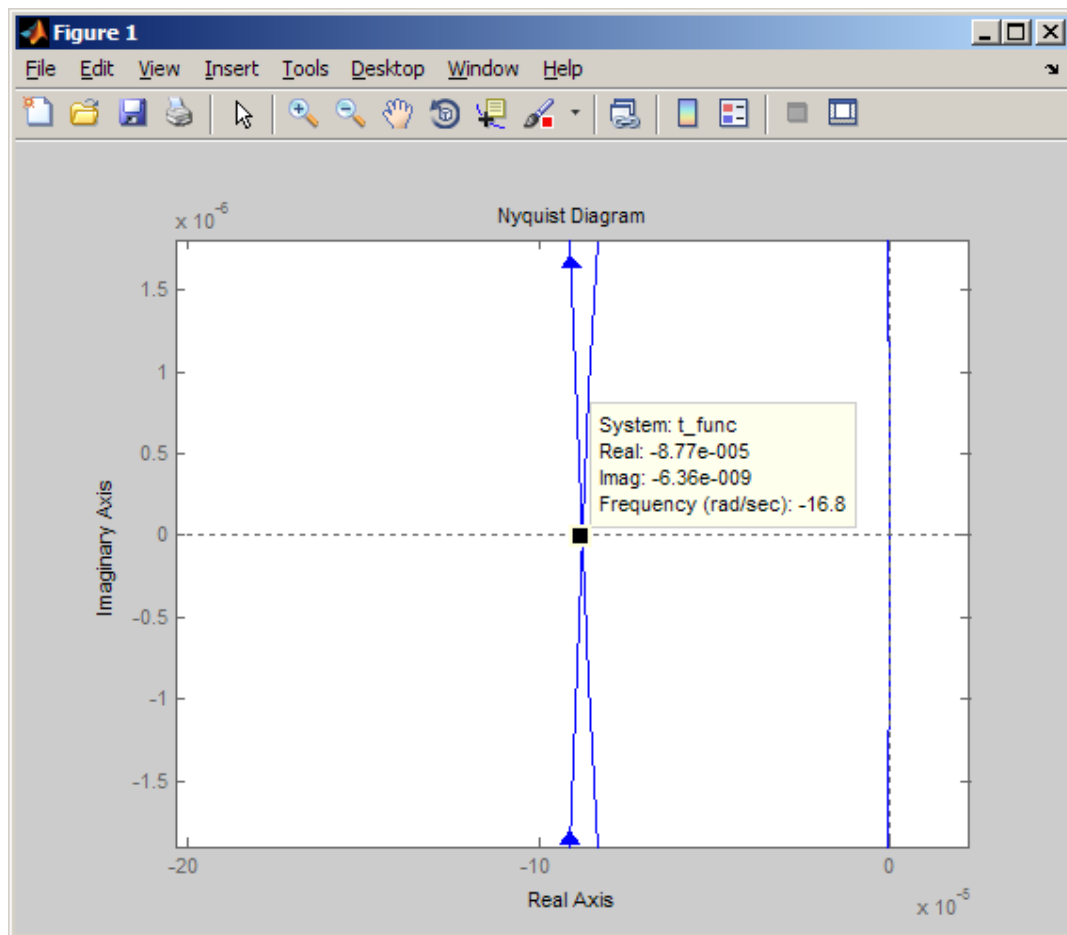 Figure 1
File Edit View Insert Tools Desktop Window Help
x 10^-6
Nyquist Diagram
1.5
1
0.5
0
-0.5
-1
-1.5
Imaginary Axis
System: t_func
Real: -8.77e-005
Imag: -6.36e-009
Frequency (rad/sec): -16.8
-20 -10 0
Real Axis
x 10^-5